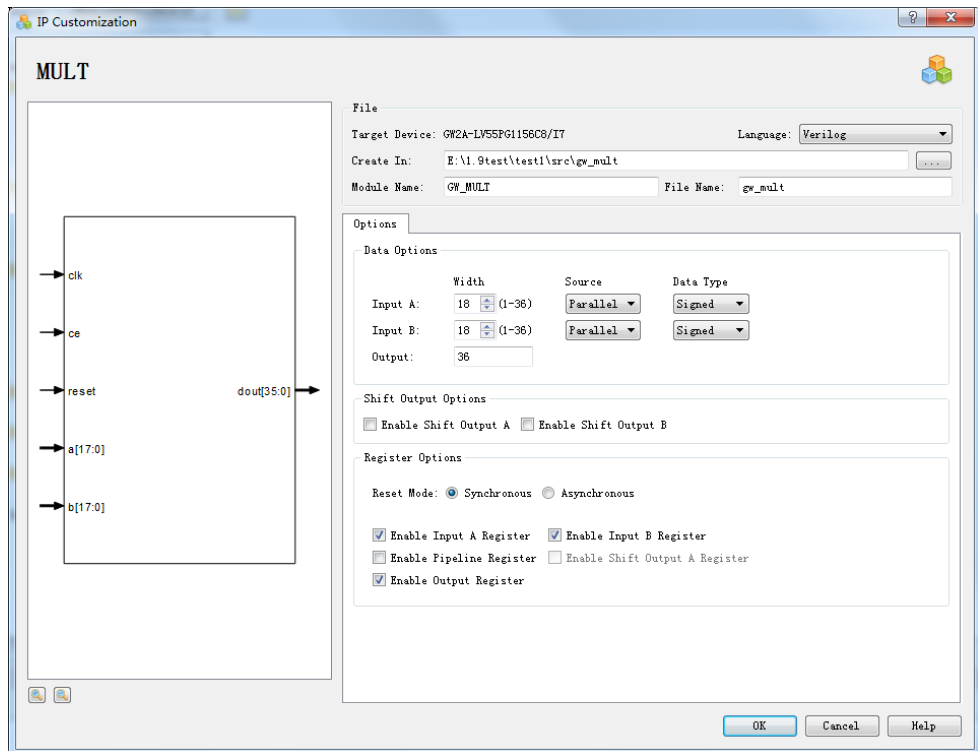 IP Customization
MULT
clk
ce
reset
dout[35:0]
a[17:0]
b[17:0]
File
Target Device: GW2A-LV55PG1156C8/I7 Language: Verilog
Create In: E:\1.9test\test1\src\gw_mult ...
Module Name: GW_MULT File Name: gw_mult
Options
Data Options
Width Source Data Type
Input A: 18 (1-36) Parallel Signed
Input B: 18 (1-36) Parallel Signed
Output: 36
Shift Output Options
Enable Shift Output A Enable Shift Output B
Register Options
Reset Mode: Synchronous Asynchronous
Enable Input A Register Enable Input B Register
Enable Pipeline Register Enable Shift Output A Register
Enable Output Register
OK Cancel Help